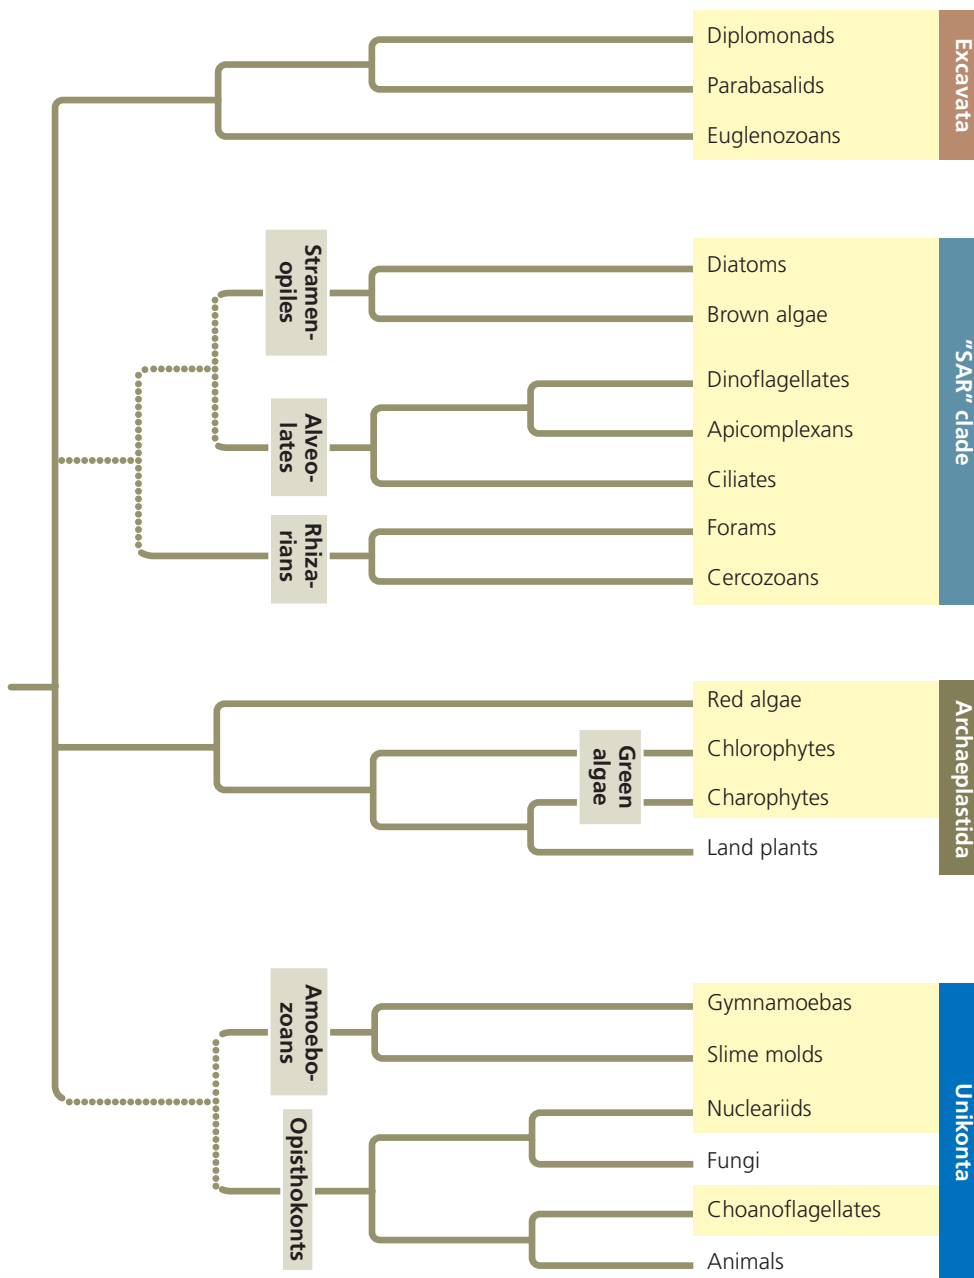 Diplomonads
Parabasalids
Euglenozoans
Excavata
Stramen-
opiles
Diatoms
Brown algae
Alveo-
lates
Dinoflagellates
Apicomplexans
Ciliates
Rhiza-
rians
Forams
Cercozoans
"SAR" clade
Red algae
Green
algae
Chlorophytes
Charophytes
Land plants
Archaeplastida
Amoebo-
zoans
Gymnamoebas
Slime molds
Opisthokonts
Nucleariids
Fungi
Choanoflagellates
Animals
Unikonta